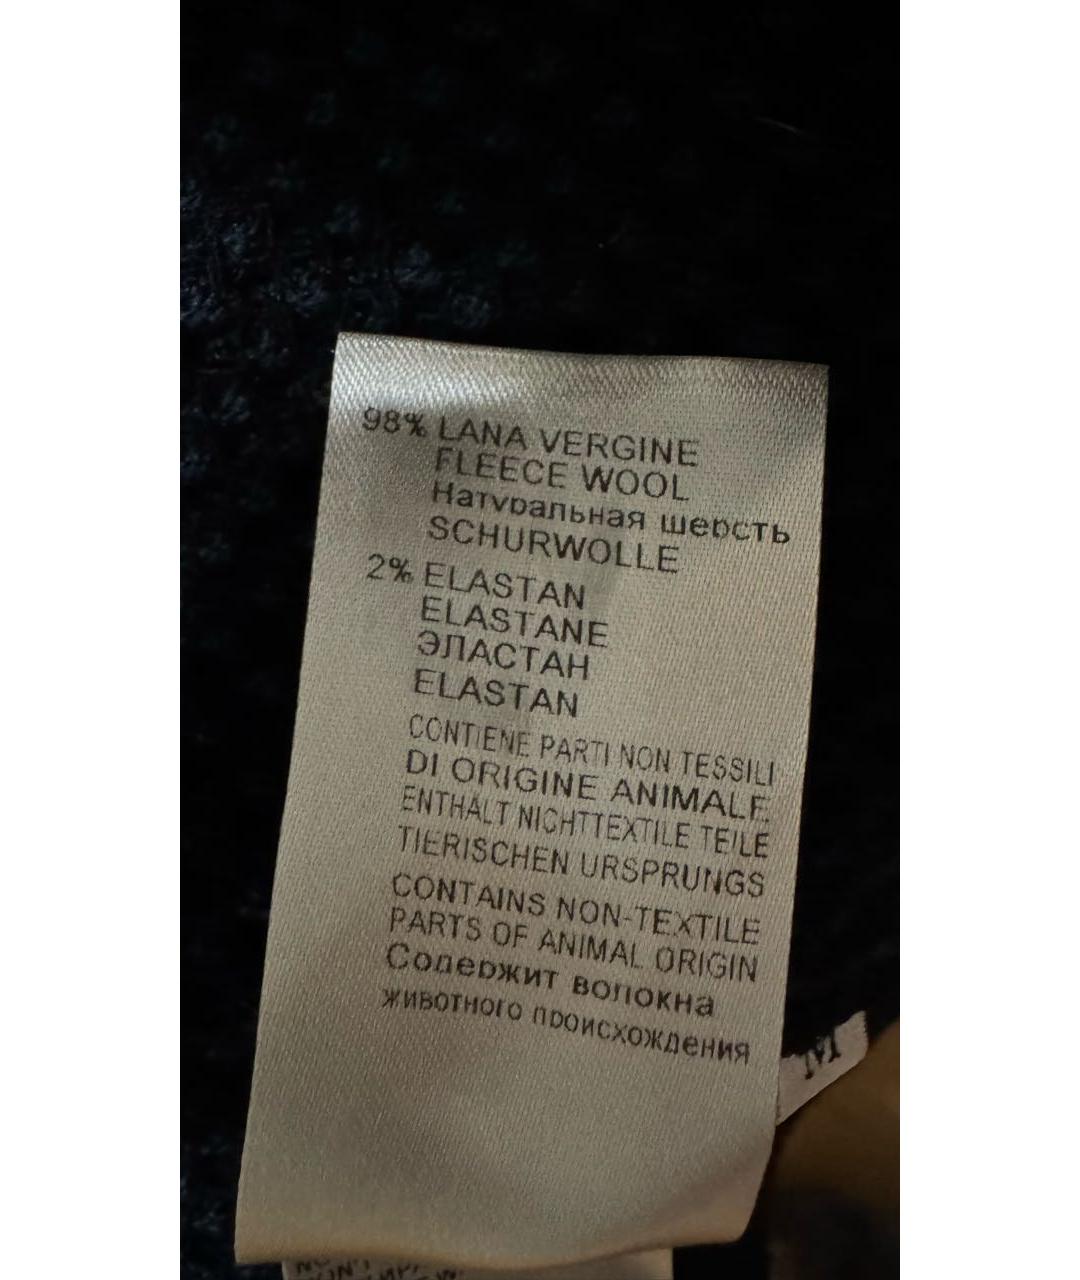 98% LANA VERGINE
FLEECE WOOL
Натуральная шерсть
SCHURWOLLE
2% ELASTAN
ELASTANE
ЭЛАСТАН
ELASTAN
CONTIENE PARTI NON TESSILI
DI ORIGINE ANIMALE
ENTHALT NICHTTEXTILE TEILE
TIERISCHEN URSPRUNGS
CONTAINS NON-TEXTILE
PARTS OF ANIMAL ORIGIN
Содержит волокна
животного происхождения
M